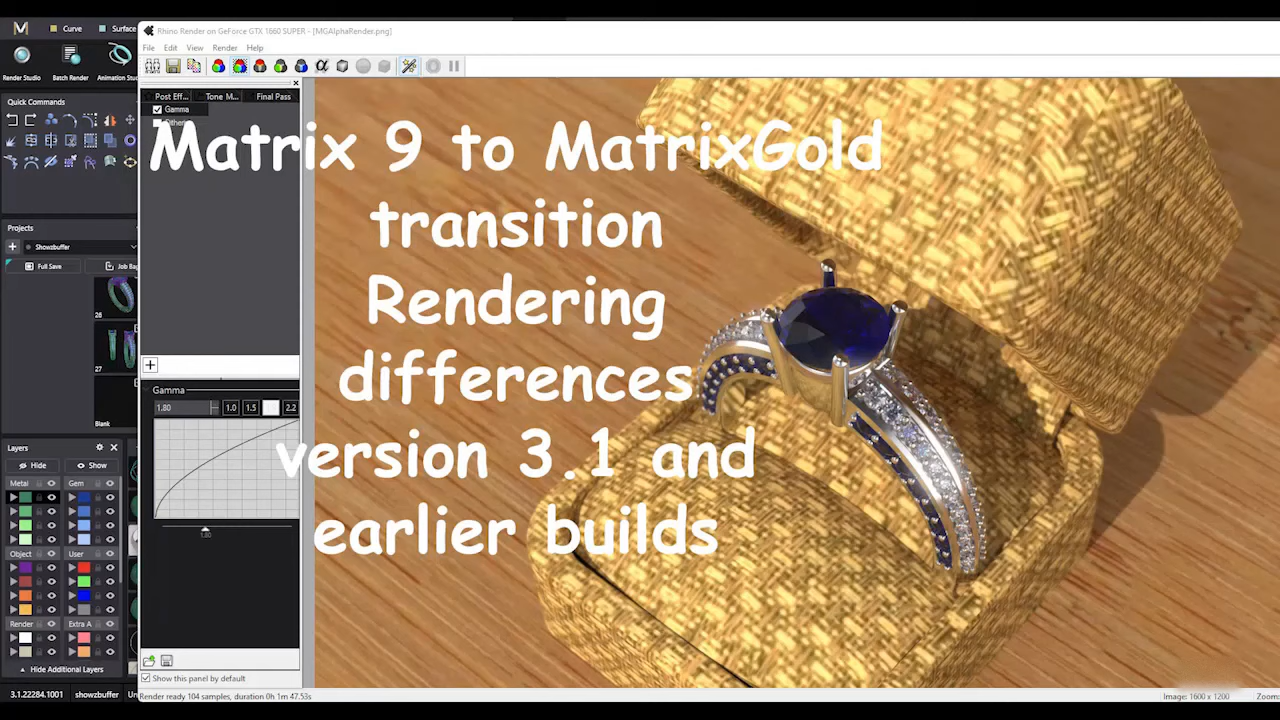 Curve
Surface
Render Studio
Batch Render
Animation Stu
Quick Commands
Projects
Showzbuffer
Full Save
Job Bag
28
27
Blank
Layers
Hide
Show
Metal
Gem
Object
User
Render
Extra A
Hide Additional Layers
3.1.22284.1001
showzbuffer
Rhino Render on GeForce GTX 1660 SUPER - [MGAlphaRender.png]
File Edit View Render Help
Post Eff... Tone M... Final Pass
Gamma
Matrix 9 to MatrixGold
transition
Rendering
differences
version 3.1 and
earlier builds
Gamma
1.80 1.0 1.5 2.2
1.80
Show this panel by default
Render ready 104 samples, duration 0h 1m 47.53s
Image: 1600 x 1200
Zoom: